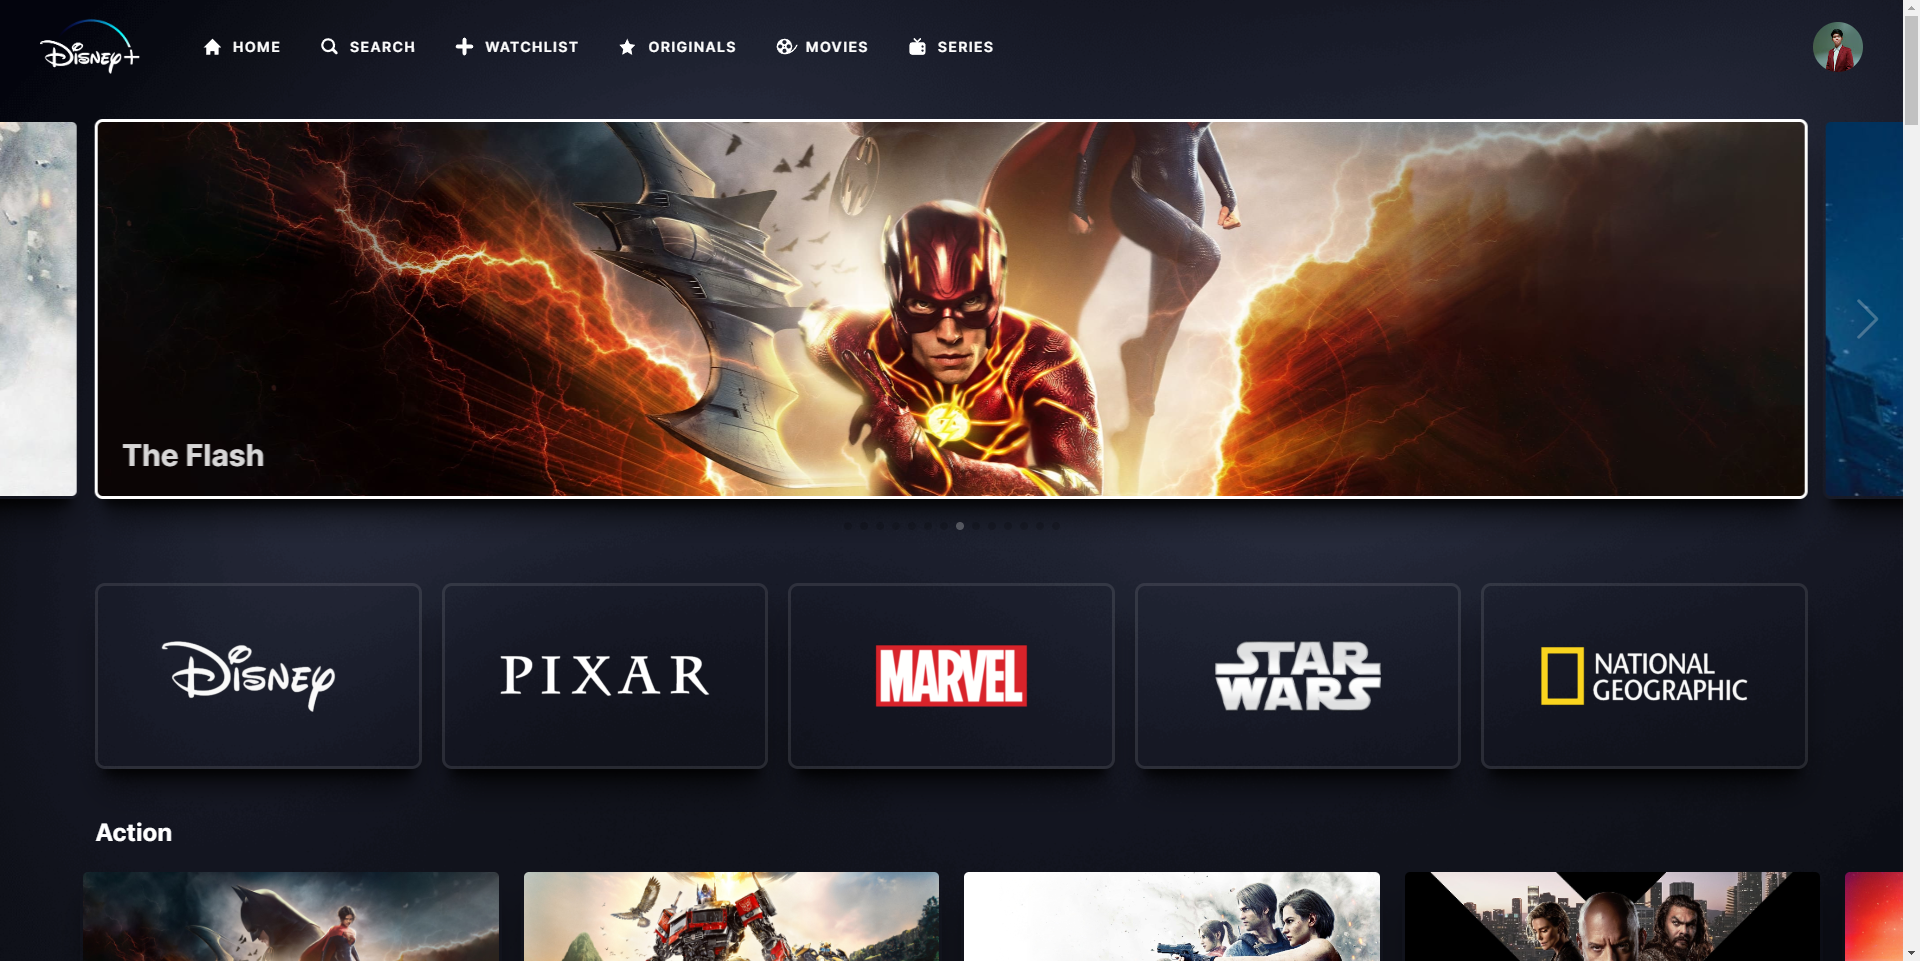 Disney+
HOME
SEARCH
WATCHLIST
ORIGINALS
MOVIES
SERIES
The Flash
Disney
PIXAR
MARVEL
STAR
WARS
NATIONAL
GEOGRAPHIC
Action